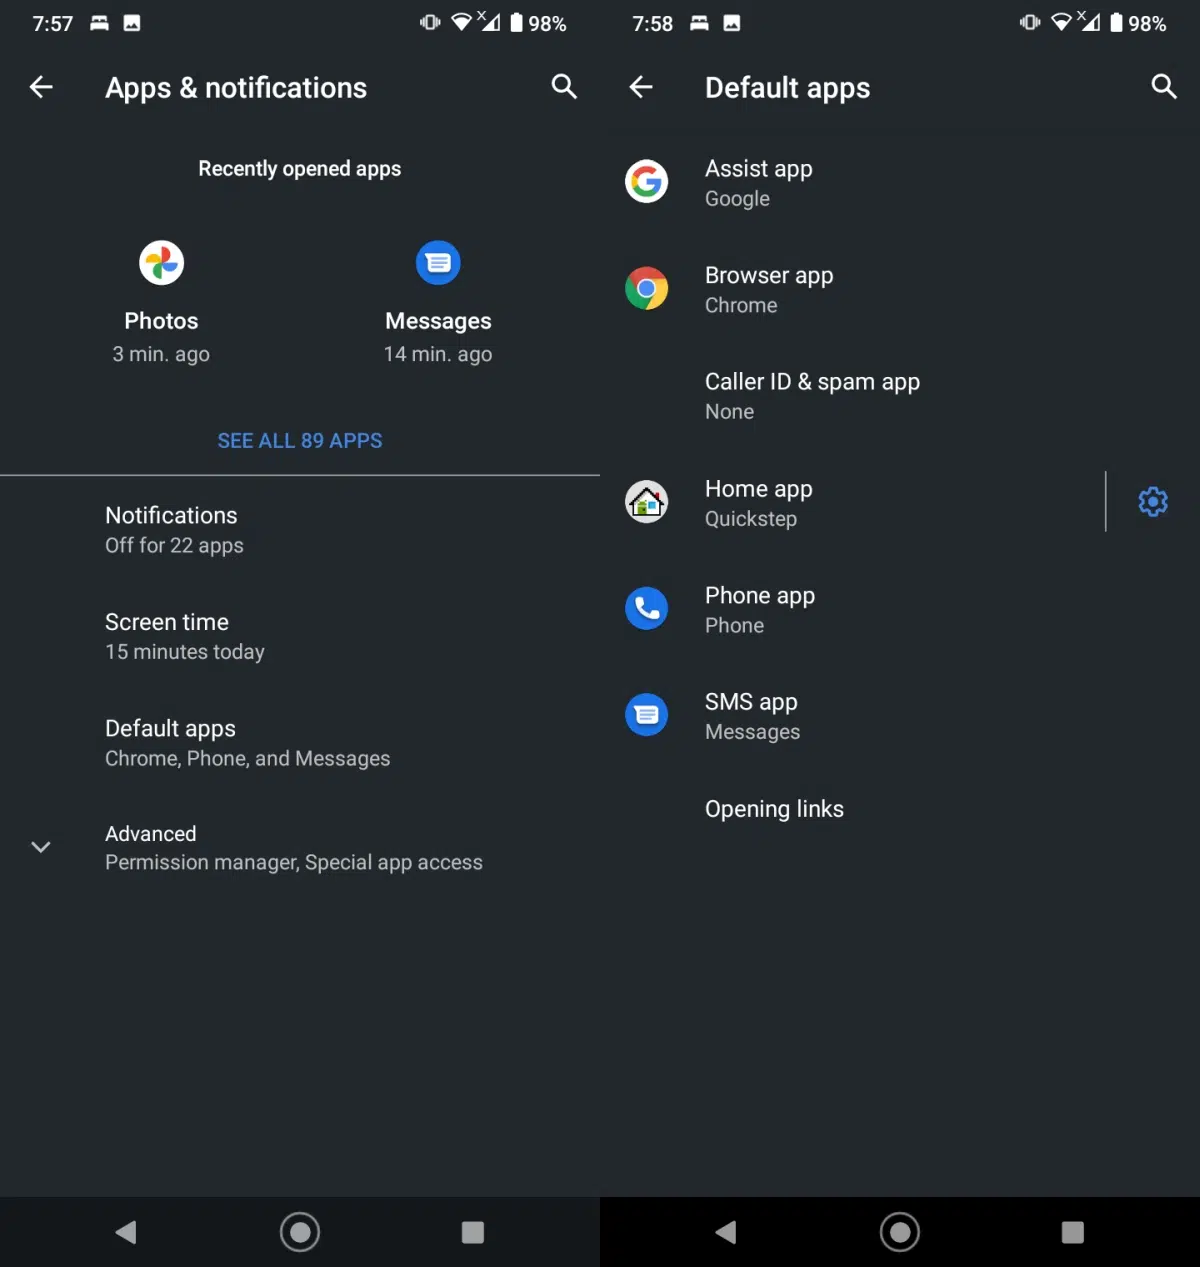 7:57 98%
Apps & notifications
Recently opened apps
Photos Messages
3 min. ago 14 min. ago
SEE ALL 89 APPS
Notifications
Off for 22 apps
Screen time
15 minutes today
Default apps
Chrome, Phone, and Messages
Advanced
Permission manager, Special app access
7:58 98%
Default apps
Assist app
Google
Browser app
Chrome
Caller ID & spam app
None
Home app
Quickstep
Phone app
Phone
SMS app
Messages
Opening links